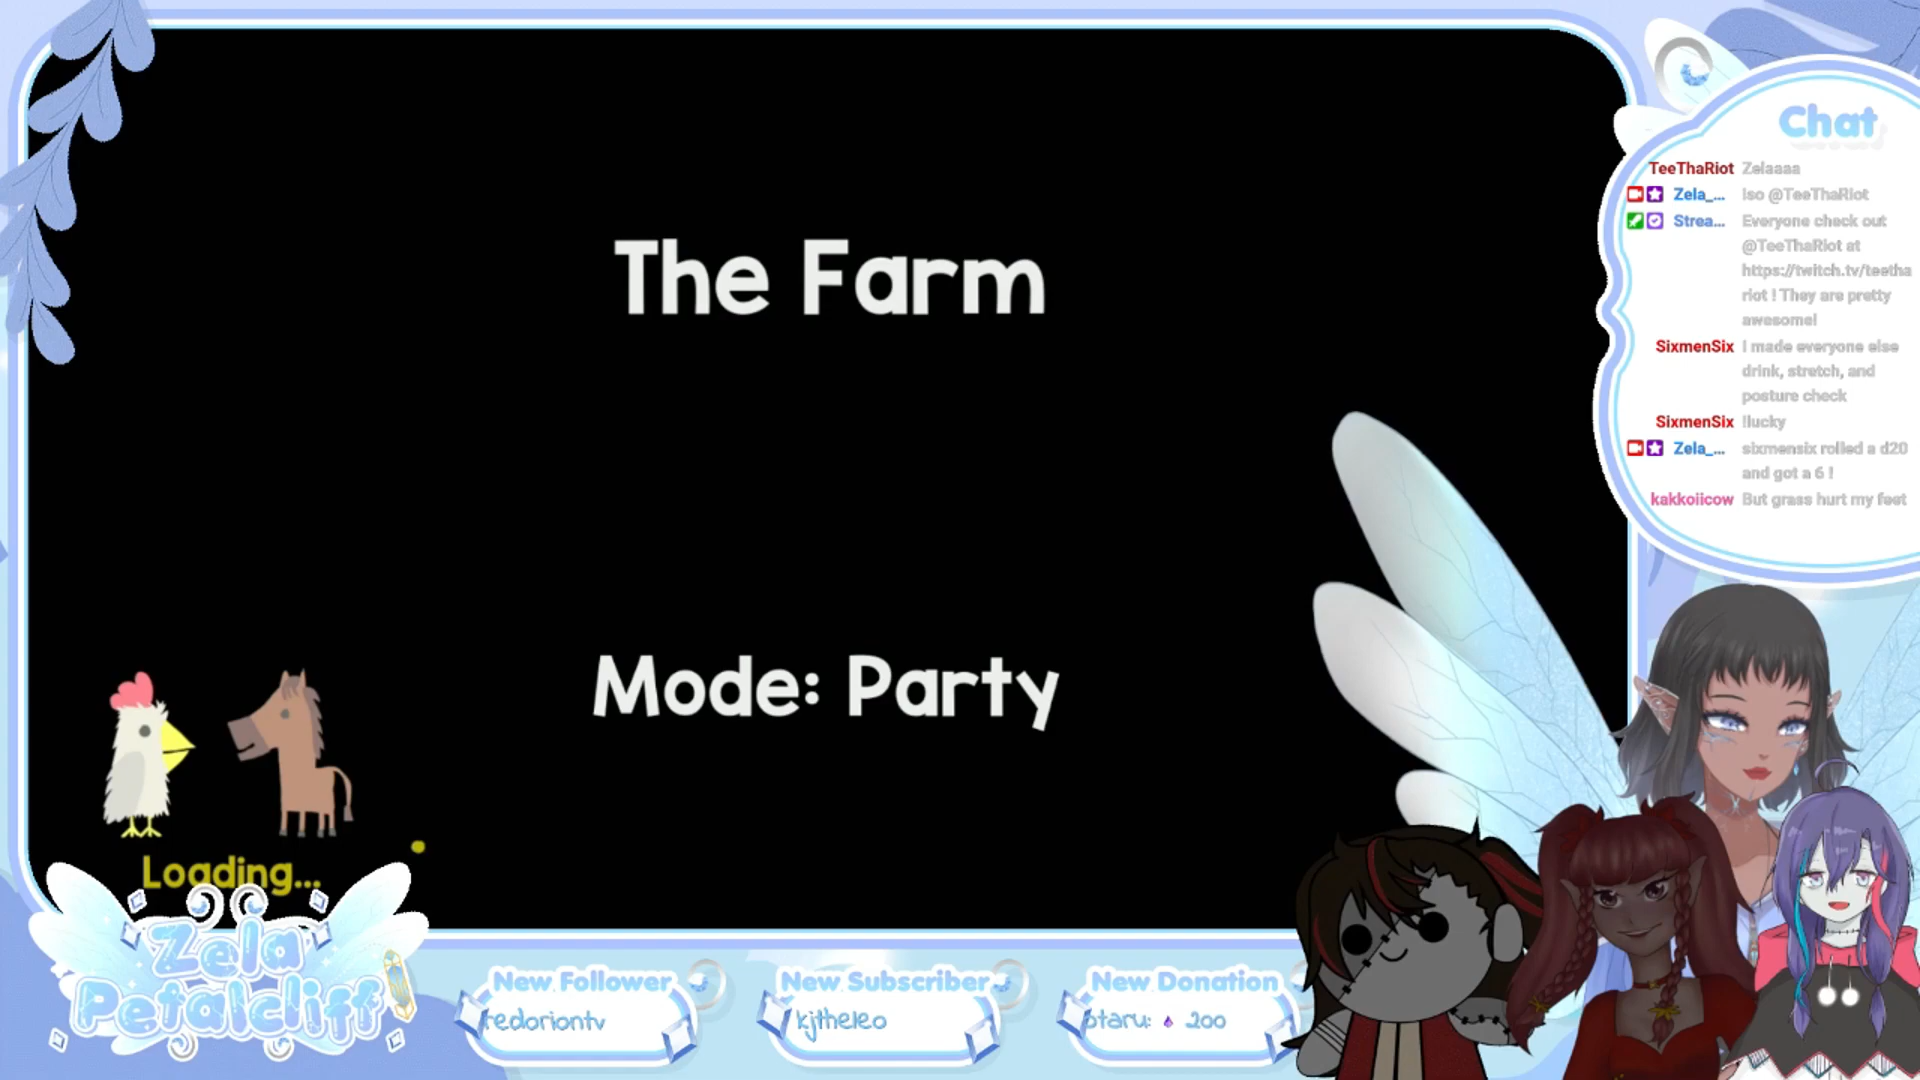 The Farm
Mode: Party
Loading...
Zela
Petalcliff
New Follower
redoriontv
New Subscriber
kjtheleo
New Donation
otaru: 200
Chat
TeeThaRiot Zelaaaa
Zela_... !so @TeeThaRiot
Strea... Everyone check out
@TeeThaRiot at
https://twitch.tv/teetha
riot ! They are pretty
awesome!
SixmenSix I made everyone else
drink, stretch, and
posture check
SixmenSix !lucky
Zela_... sixmensix rolled a d20
and got a 6 !
kakkoiicow But grass hurt my feet